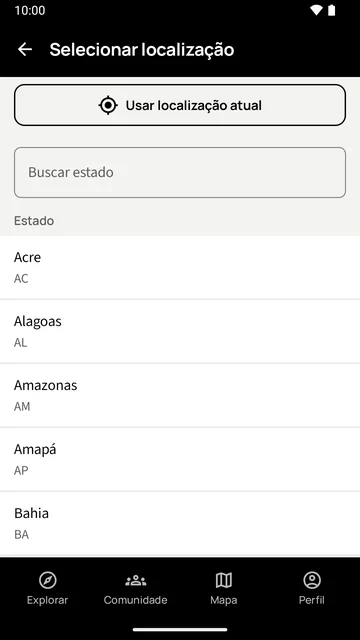 10:00
Selecionar localização
Usar localização atual
Buscar estado
Estado
Acre
AC
Alagoas
AL
Amazonas
AM
Amapá
AP
Bahia
BA
Explorar
Comunidade
Mapa
Perfil